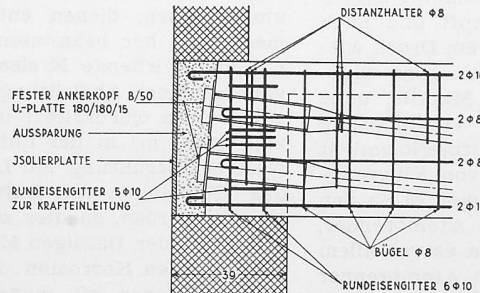 DISTANZHALTER Φ8
2Φ10
FESTER ANKERKOPF B/50
U.-PLATTE 180/180/15
2Φ8
AUSSPARUNG
2Φ8
JSOLIERPLATTE
RUNDEISENGITTER 5Φ10
ZUR KRAFTEINLEITUNG
BÜGEL Φ8
39
RUNDEISENGITTER 6Φ10